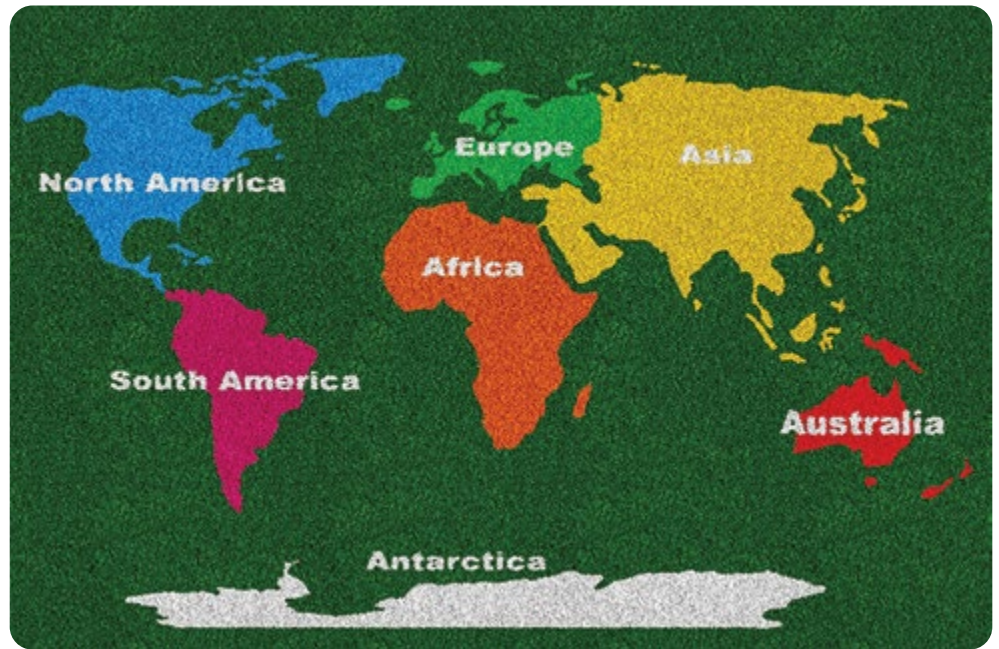 Europe
Asia
North America
Africa
South America
Australia
Antarctica